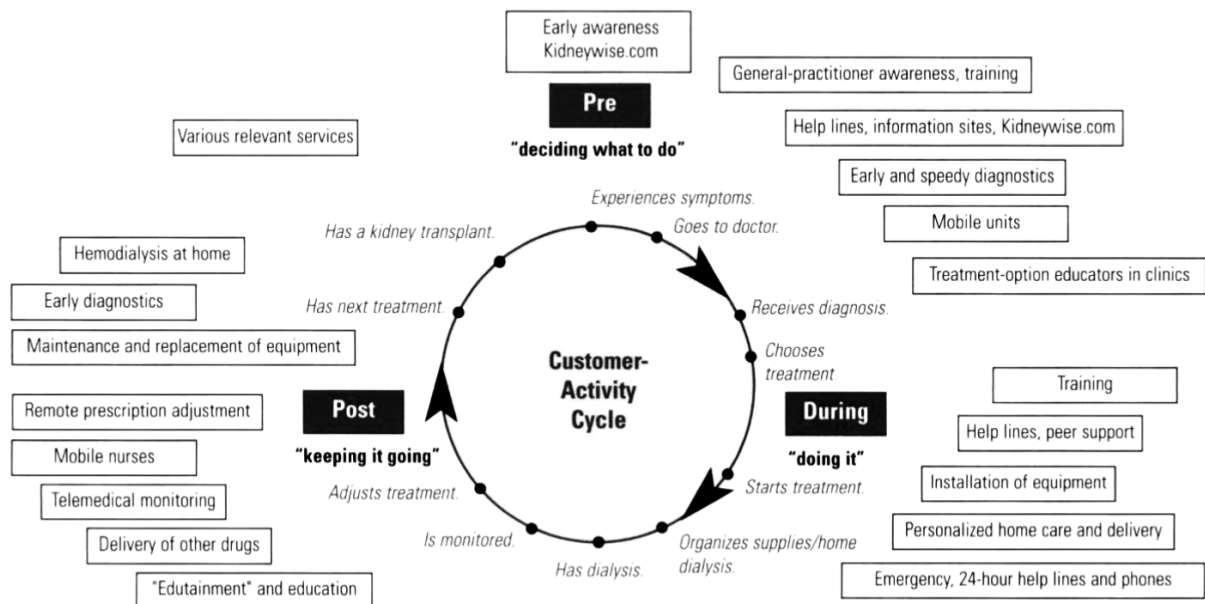 Early awareness
Kidneywise.com
Pre
"deciding what to do"
General-practitioner awareness, training
Help lines, information sites, Kidneywise.com
Early and speedy diagnostics
Mobile units
Treatment-option educators in clinics
Various relevant services
Experiences symptoms.
Goes to doctor.
Receives diagnosis.
Chooses
treatment.
Customer-
Activity
Cycle
During
"doing it"
Training
Help lines, peer support
Installation of equipment
Personalized home care and delivery
Emergency, 24-hour help lines and phones
Starts treatment.
Organizes supplies/home
dialysis.
Has dialysis.
Is monitored.
Adjusts treatment.
Post
"keeping it going"
Has next treatment.
Has a kidney transplant.
Hemodialysis at home
Early diagnostics
Maintenance and replacement of equipment
Remote prescription adjustment
Mobile nurses
Telemedical monitoring
Delivery of other drugs
"Edutainment" and education